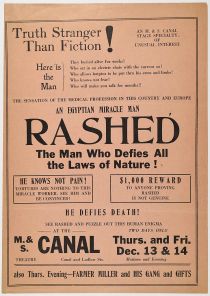 Truth Stranger
Than Fiction!
AN M. & S. CANAL
STAGE SPECIALTY
OF
UNUSUAL INTEREST
Here is
the
Man
They buried alive for weeks!
Who sat in an electric chair with the current on!
Who allows hatpins to be put thru his eyes and limbs!
Who knows not fear!
Who will make you talk for months!
THE SENSATION OF THE MEDICAL PROFESSION IN THIS COUNTRY AND EUROPE
AN EGYPTIAN MIRACLE MAN
RASHED
The Man Who Defies All
the Laws of Nature!
HE KNOWS NOT PAIN!
TORTURES ARE NOTHING TO THIS
MIRACLE WORKER. SEE HIM AND
BE CONVINCED!
$1,000 REWARD
TO ANYONE PROVING
RASHED
IS NOT GENUINE
HE DEFIES DEATH!
SEE RASHED AND PUZZLE OUT THIS HUMAN ENIGMA
AT THE
TWO DAYS ONLY
M.&
S. CANAL
THEATRE
Canal and Ludlow Sts.
Thurs. and Fri.
Dec. 13 & 14
Matinee and Evening
also Thurs. Evening—FARMER MILLER and HIS GANG and GIFTS